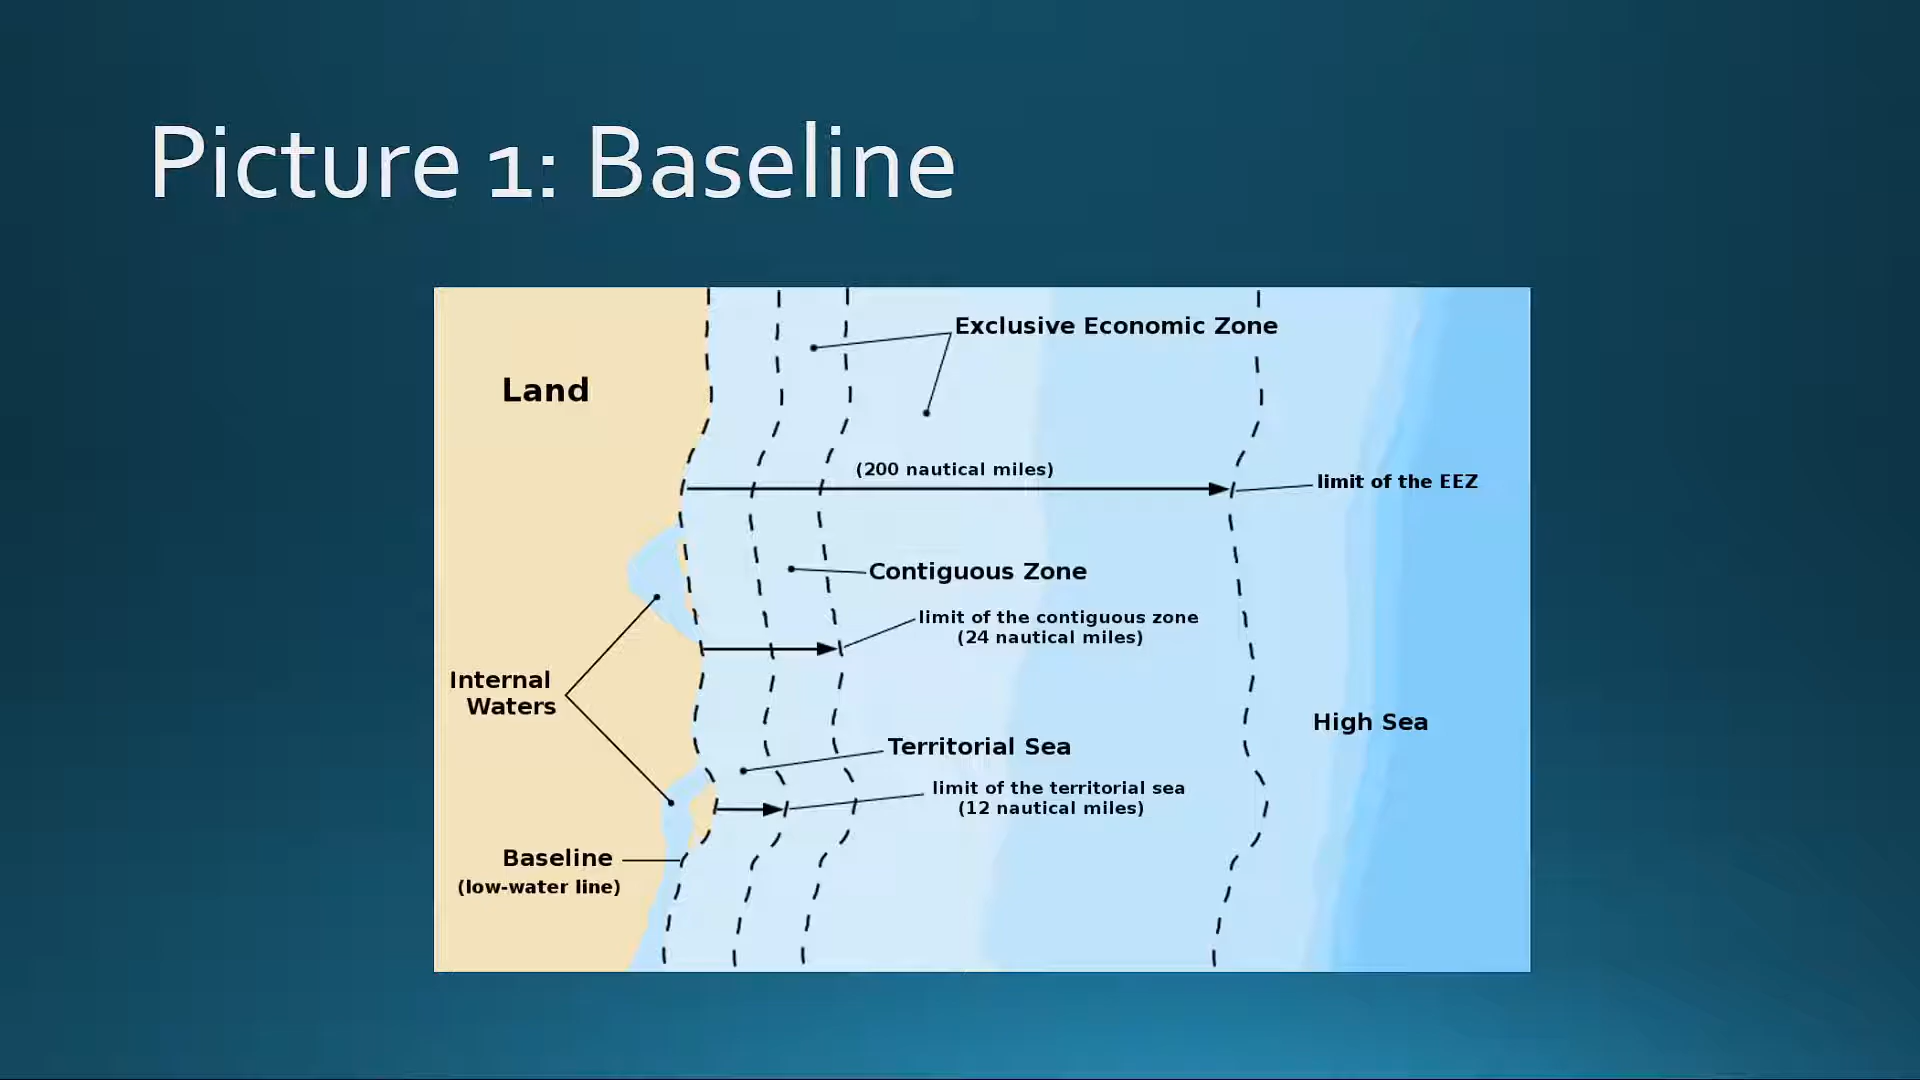 Picture 1: Baseline
Exclusive Economic Zone
Land
(200 nautical miles)
limit of the EEZ
Contiguous Zone
limit of the contiguous zone
(24 nautical miles)
Internal
Waters
High Sea
Territorial Sea
limit of the territorial sea
(12 nautical miles)
Baseline
(low-water line)